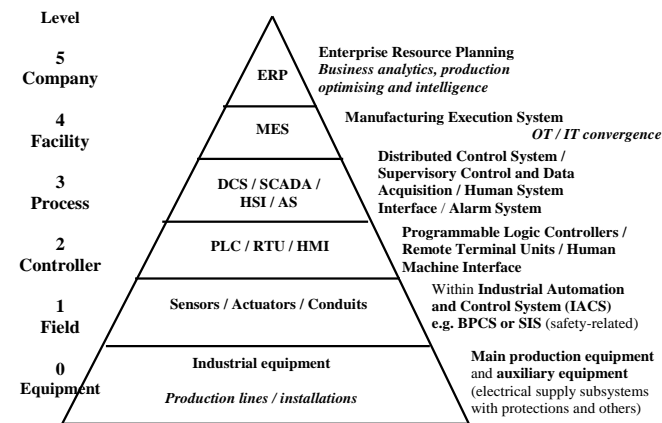 Level
5
Company
ERP
Enterprise Resource Planning
Business analytics, production
optimising and intelligence
4
Facility
MES
Manufacturing Execution System
OT / IT convergence
3
Process
DCS / SCADA /
HSI / AS
Distributed Control System /
Supervisory Control and Data
Acquisition / Human System
Interface / Alarm System
2
Controller
PLC / RTU / HMI
Programmable Logic Controllers /
Remote Terminal Units / Human
Machine Interface
1
Field
Sensors / Actuators / Conduits
Within Industrial Automation
and Control System (IACS)
e.g. BPCS or SIS (safety-related)
0
Equipment
Industrial equipment
Production lines / installations
Main production equipment
and auxiliary equipment
(electrical supply subsystems
with protections and others)